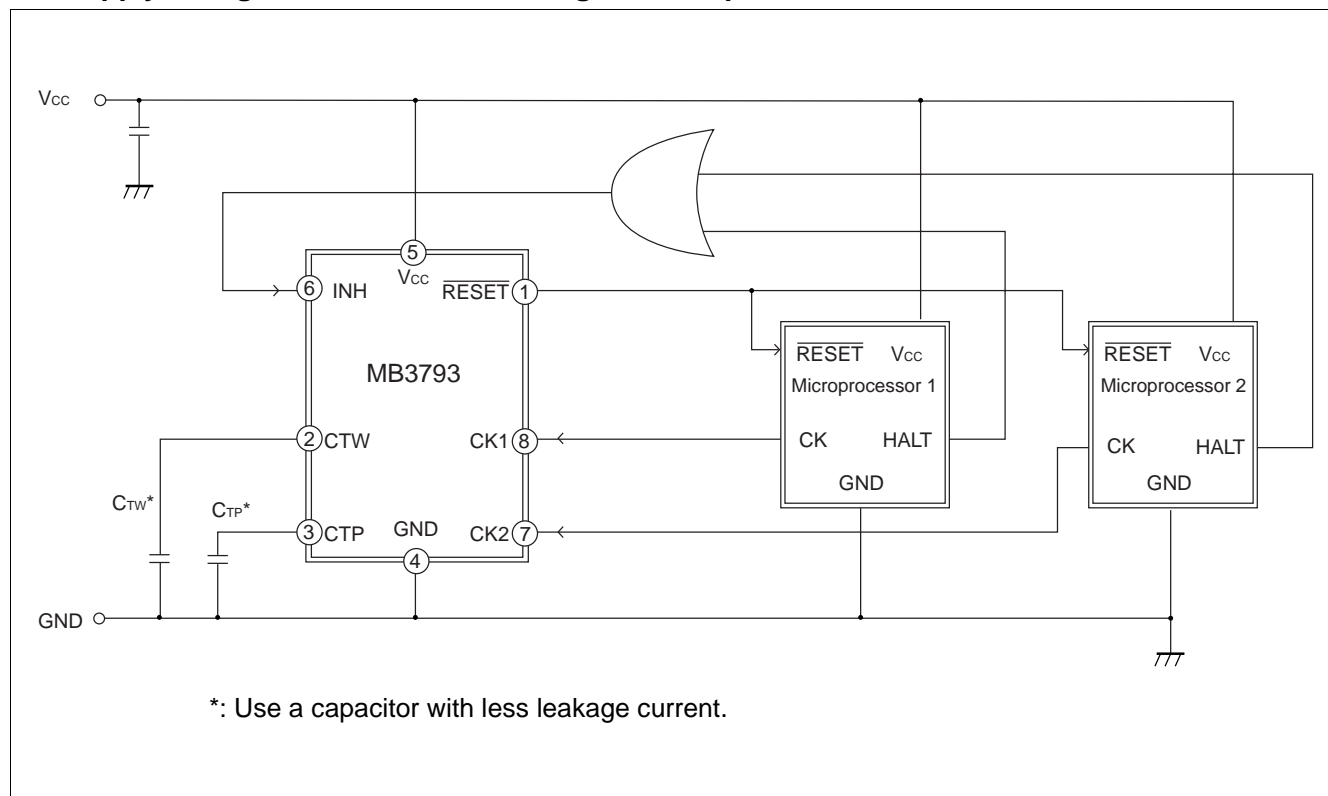 Vcc
5
Vcc
6 INH
RESET 1
MB3793
RESET Vcc
Microprocessor 1
RESET Vcc
Microprocessor 2
2 CTW
CK1 8
CK HALT
CK HALT
GND
GND
CTW*
CTP*
3 CTP
GND
CK2 7
4
GND
*: Use a capacitor with less leakage current.